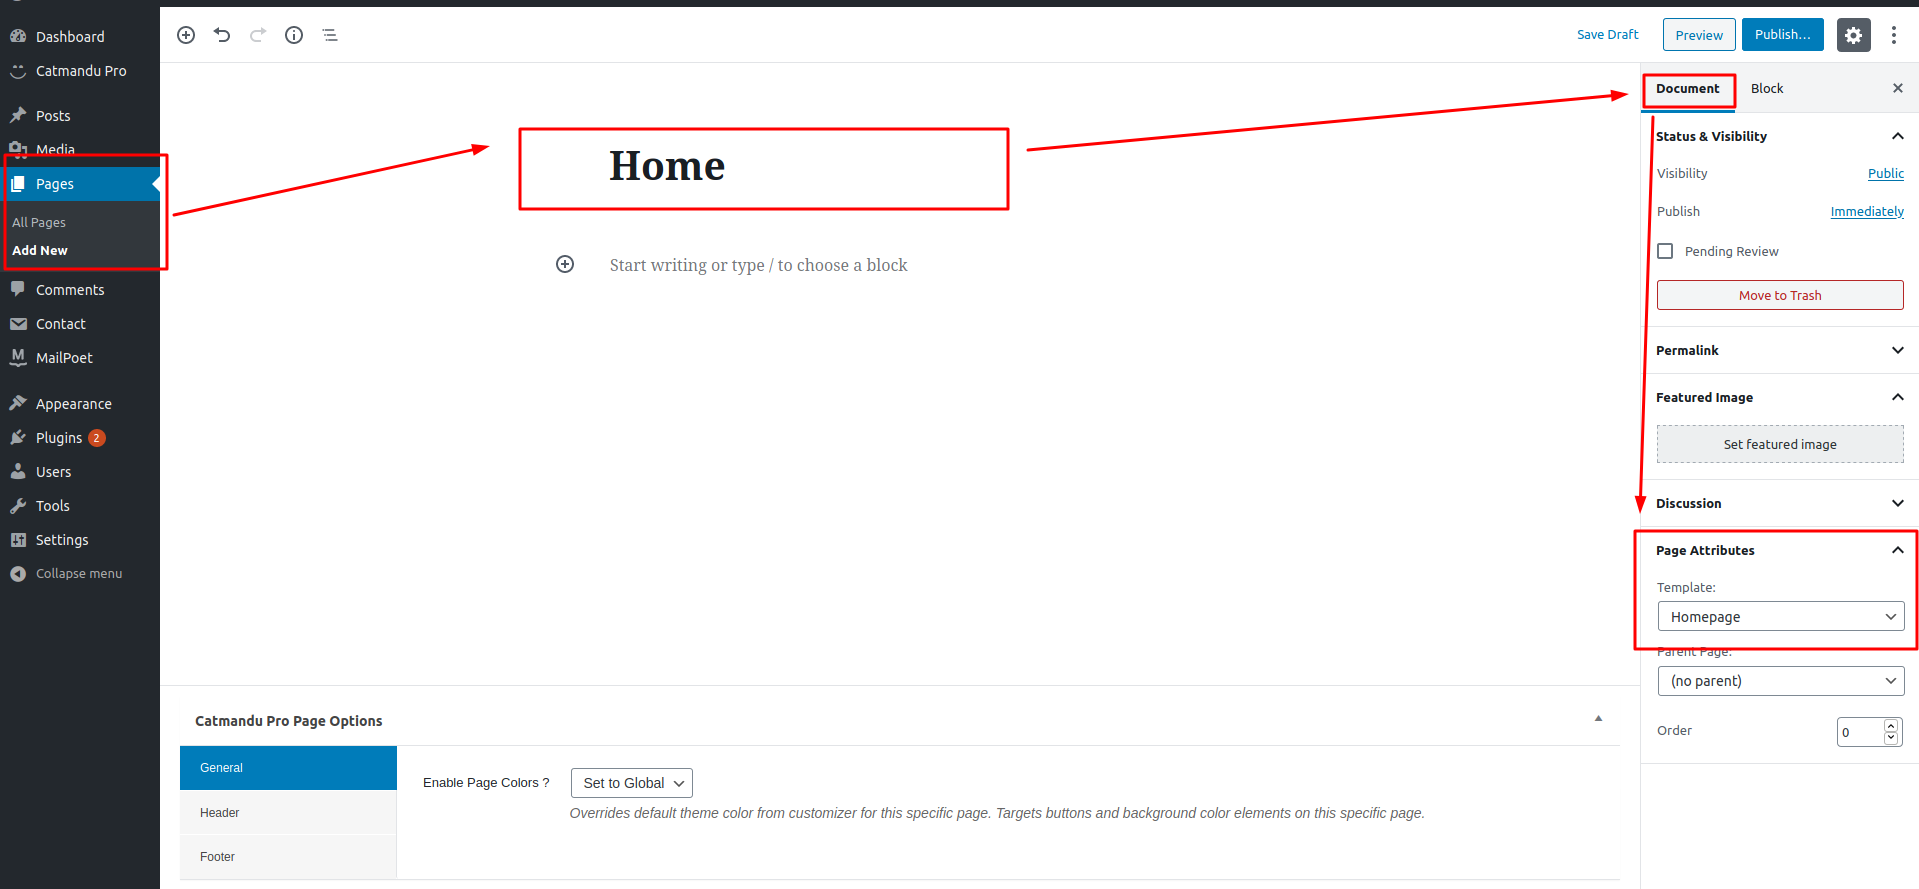 Dashboard
Catmandu Pro
Posts
Media
Pages
All Pages
Add New
Comments
Contact
MailPoet
Appearance
Plugins 2
Users
Tools
Settings
Collapse menu
Save Draft
Preview
Publish...
Home
Start writing or type / to choose a block
Document
Block
Status & Visibility
Visibility Public
Publish Immediately
Pending Review
Move to Trash
Permalink
Featured Image
Set featured image
Discussion
Page Attributes
Template:
Homepage
Parent Page:
(no parent)
Order 0
Catmandu Pro Page Options
General
Header
Footer
Enable Page Colors ? Set to Global
Overrides default theme color from customizer for this specific page. Targets buttons and background color elements on this specific page.